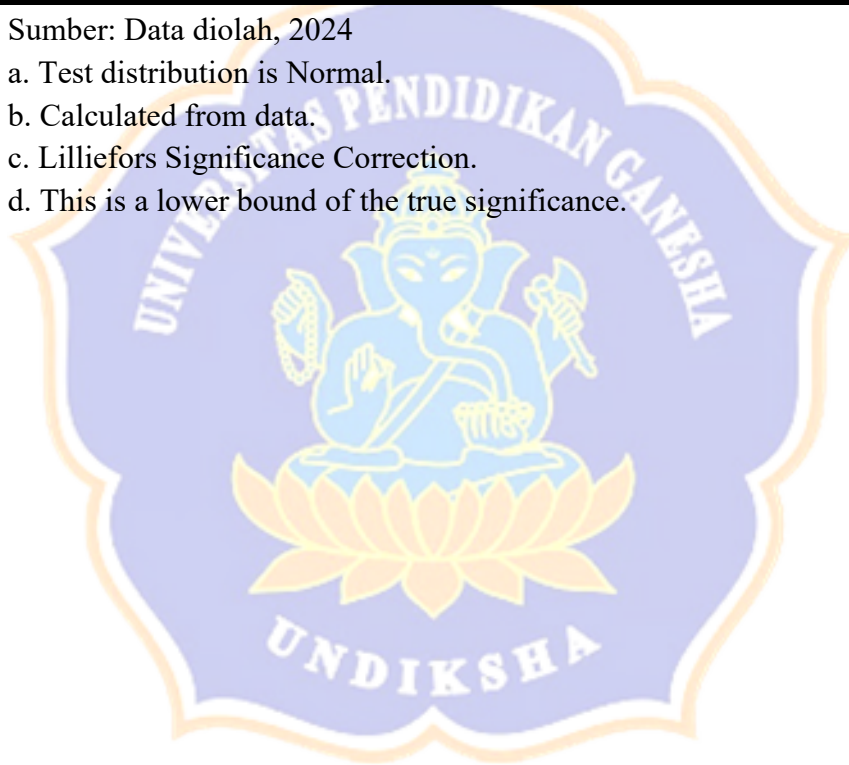 Sumber: Data diolah, 2024
a. Test distribution is Normal.
b. Calculated from data.
c. Lilliefors Significance Correction.
d. This is a lower bound of the true significance.
UNIVERSITAS PENDIDIKAN GANESHA
UNDIKSHA